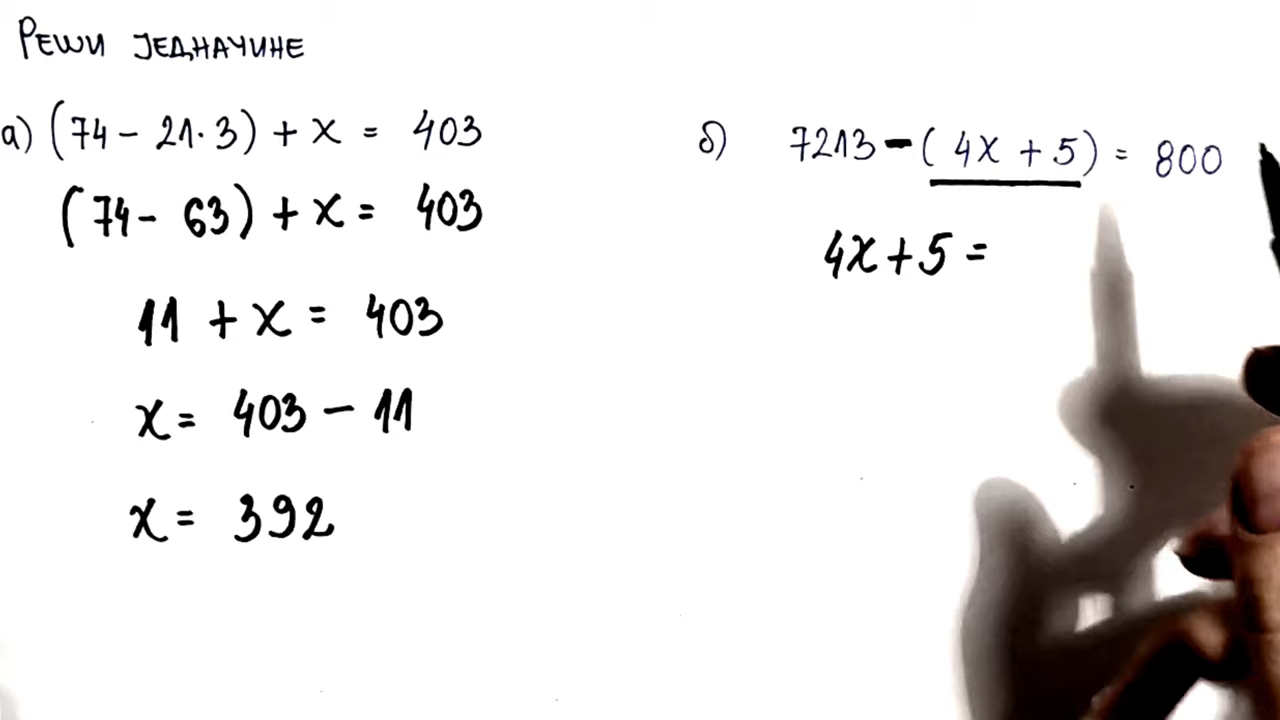 РЕШИ ЈЕДНАЧИНЕ
а) (74 - 21 · 3) + x = 403
(74 - 63) + x = 403
11 + x = 403
x = 403 - 11
x = 392
б) 7213 - (4x + 5) = 800
4x + 5 =